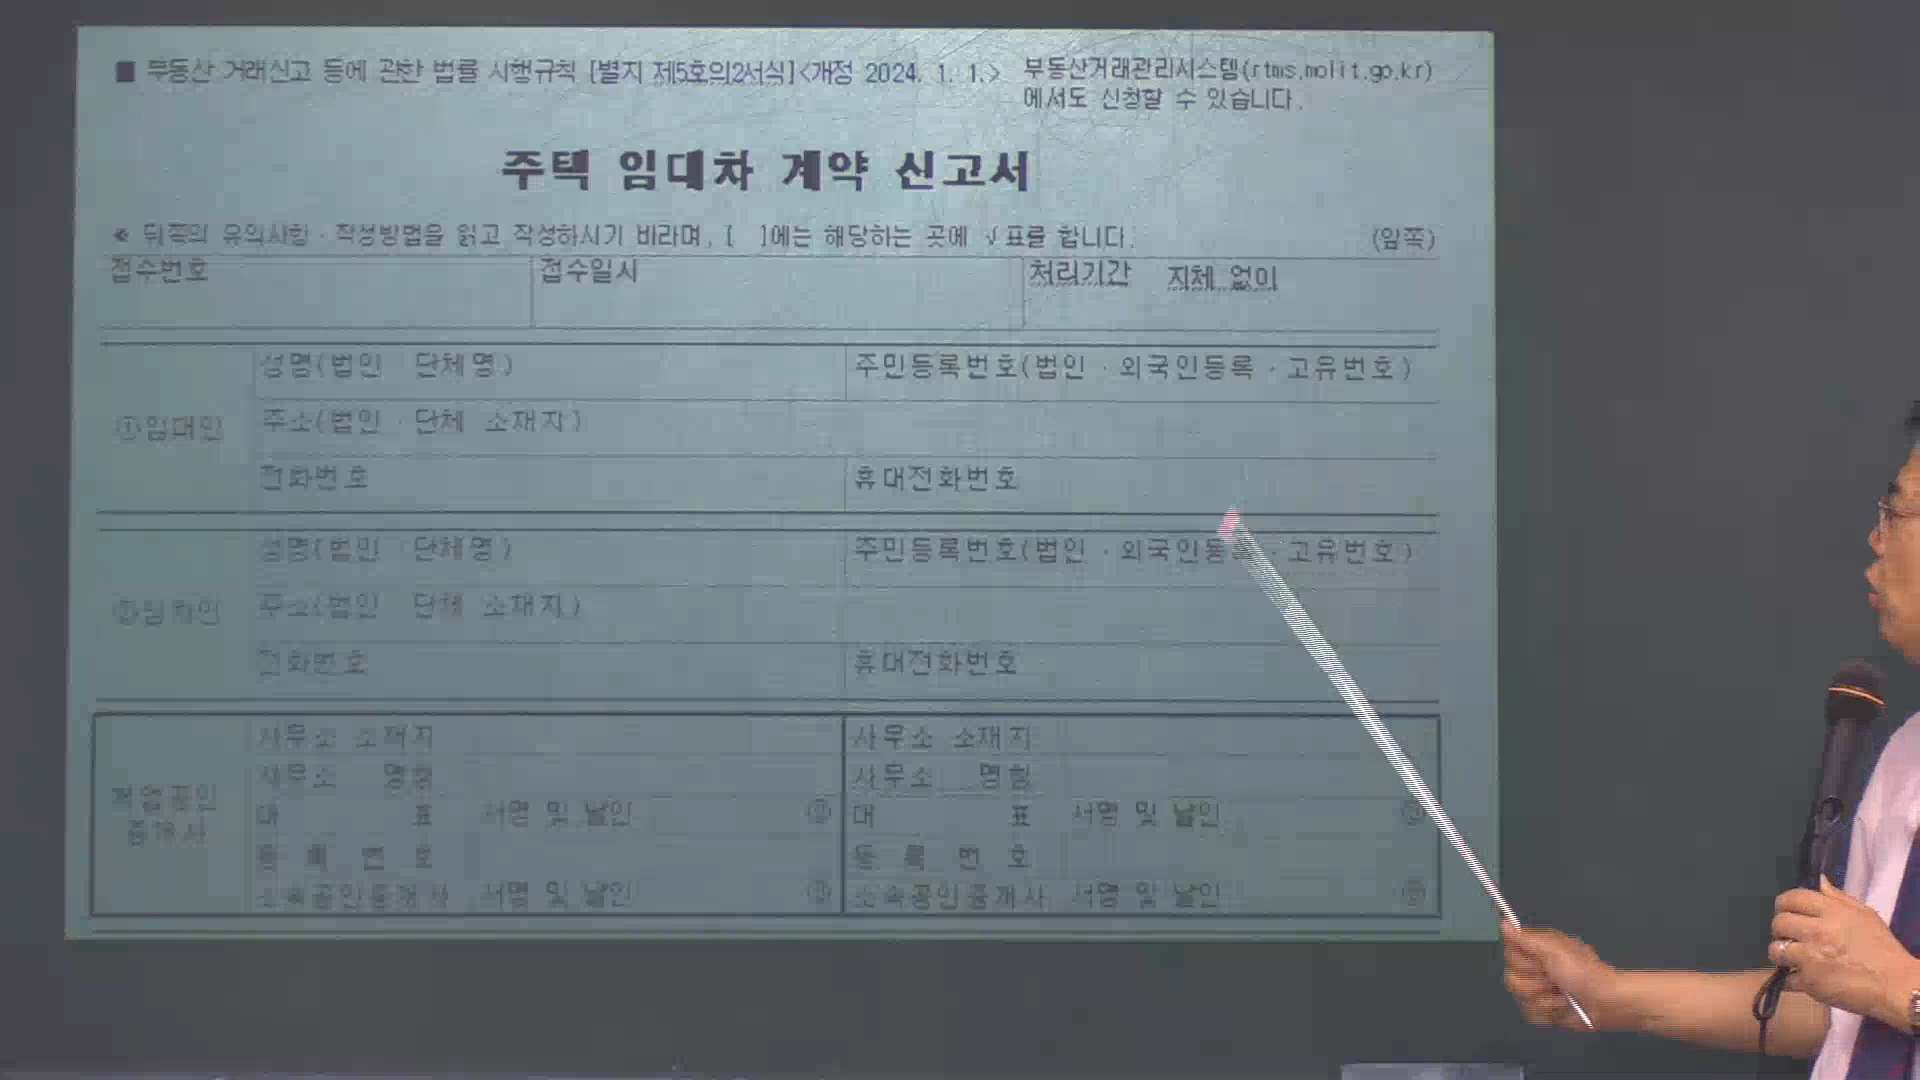 ■ 부동산 거래신고 등에 관한 법률 시행규칙 [별지 제5호의2서식]<개정 2024. 1. 1.>
부동산거래관리시스템(rtms.molit.go.kr)
에서도 신청할 수 있습니다.
주택 임대차 계약 신고서
※ 뒤쪽의 유의사항·작성방법을 읽고 작성하시기 바라며, [ ]에는 해당하는 곳에 √표를 합니다. (앞쪽)
접수번호 접수일시 처리기간 지체 없이
①임대인
성명(법인·단체명) 주민등록번호(법인·외국인등록·고유번호)
주소(법인·단체 소재지)
전화번호 휴대전화번호
②임차인
성명(법인·단체명) 주민등록번호(법인·외국인등록·고유번호)
주소(법인·단체 소재지)
전화번호 휴대전화번호
개업공인
중개사
사무소 소재지 사무소 소재지
사무소 명칭 사무소 명칭
대 표 서명 및 날인 대 표 서명 및 날인
등 록 번 호 등 록 번 호
소속공인중개사 서명 및 날인 소속공인중개사 서명 및 날인